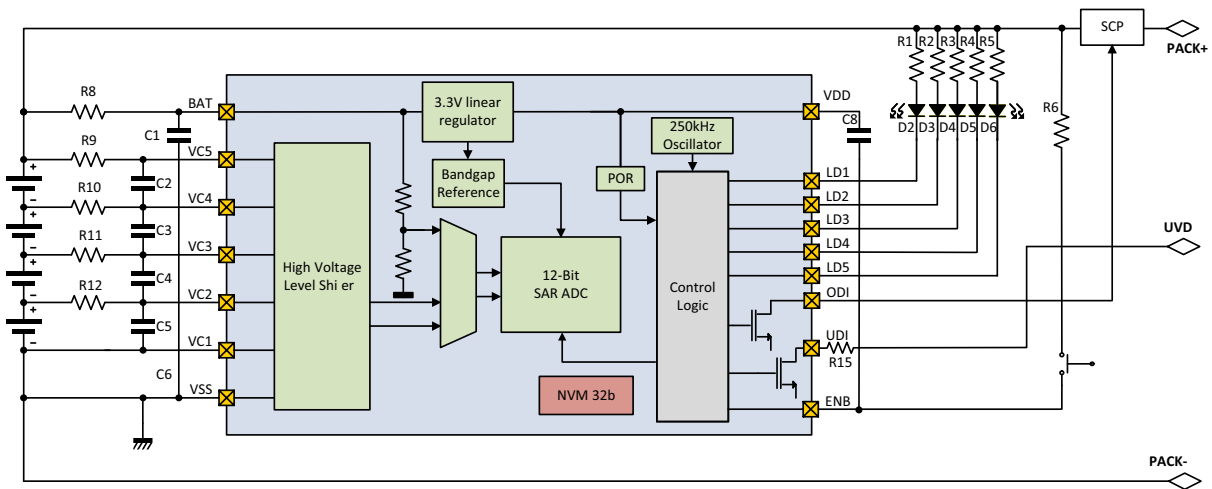 SCP
PACK+
R1 R2 R3 R4 R5
R6
D2 D3 D4 D5 D6
R8
R9
R10
R11
R12
C1
C2
C3
C4
C5
C6
BAT
VC5
VC4
VC3
VC2
VC1
VSS
+
-
+
-
+
-
+
-
High Voltage
Level Shi er
3.3V linear
regulator
Bandgap
Reference
12-Bit
SAR ADC
NVM 32b
250kHz
Oscillator
POR
Control
Logic
VDD
C8
LD1
LD2
LD3
LD4
LD5
ODI
UDI
R15
ENB
UVD
PACK-